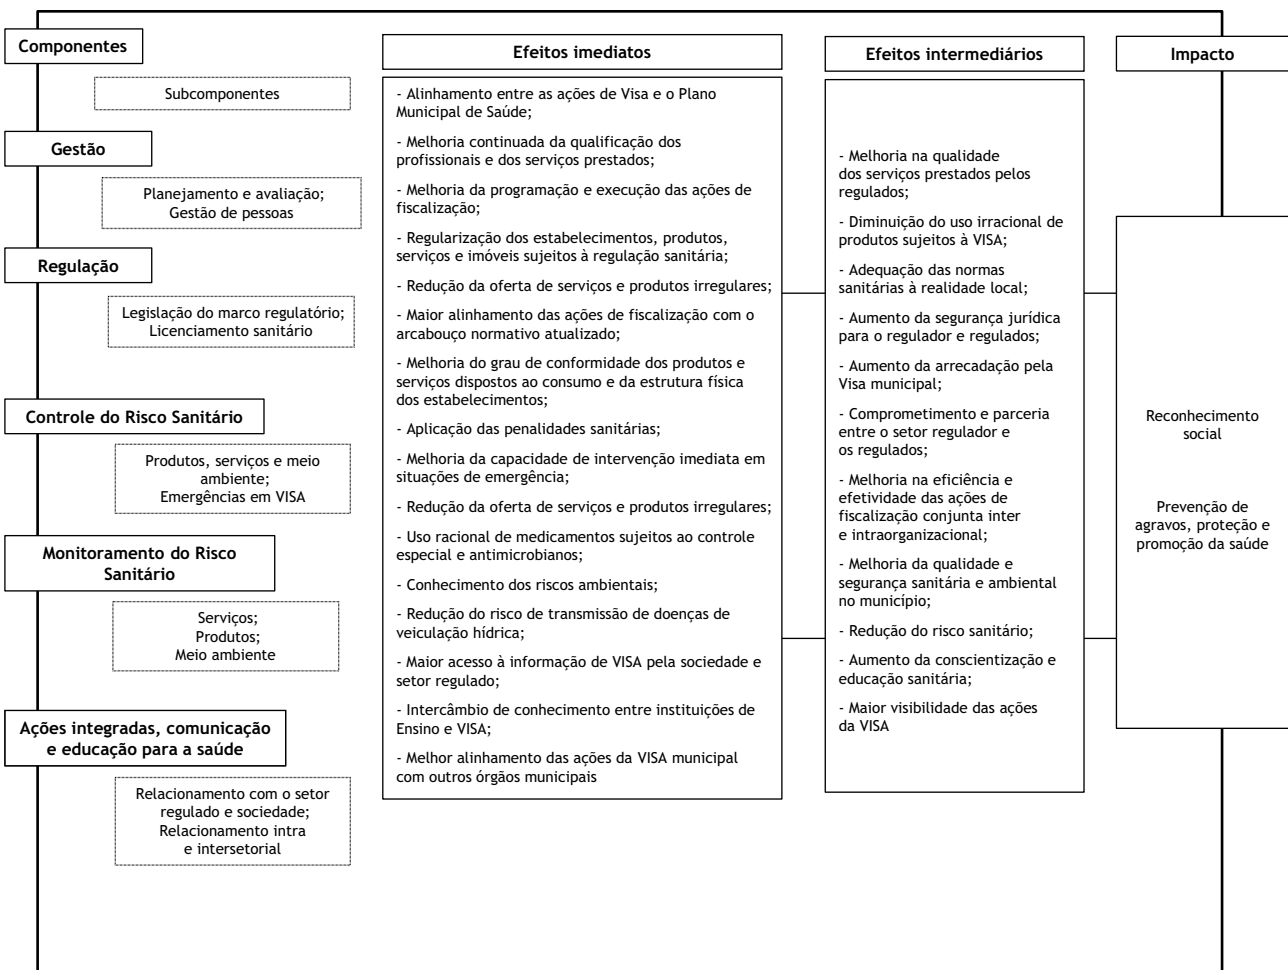 Componentes
Subcomponentes
Gestão
Planejamento e avaliação;
Gestão de pessoas
Regulação
Legislação do marco regulatório;
Licenciamento sanitário
Controle do Risco Sanitário
Produtos, serviços e meio
ambiente;
Emergências em VISA
Monitoramento do Risco
Sanitário
Serviços;
Produtos;
Meio ambiente
Ações integradas, comunicação
e educação para a saúde
Relacionamento com o setor
regulado e sociedade;
Relacionamento intra
e intersetorial
Efeitos imediatos
- Alinhamento entre as ações de Visa e o Plano
Municipal de Saúde;
- Melhoria continuada da qualificação dos
profissionais e dos serviços prestados;
- Melhoria da programação e execução das ações de
fiscalização;
- Regularização dos estabelecimentos, produtos,
serviços e imóveis sujeitos à regulação sanitária;
- Redução da oferta de serviços e produtos irregulares;
- Maior alinhamento das ações de fiscalização com o
arcabouço normativo atualizado;
- Melhoria do grau de conformidade dos produtos e
serviços dispostos ao consumo e da estrutura física
dos estabelecimentos;
- Aplicação das penalidades sanitárias;
- Melhoria da capacidade de intervenção imediata em
situações de emergência;
- Redução da oferta de serviços e produtos irregulares;
- Uso racional de medicamentos sujeitos ao controle
especial e antimicrobianos;
- Conhecimento dos riscos ambientais;
- Redução do risco de transmissão de doenças de
veiculação hídrica;
- Maior acesso à informação de VISA pela sociedade e
setor regulado;
- Intercâmbio de conhecimento entre instituições de
Ensino e VISA;
- Melhor alinhamento das ações da VISA municipal
com outros órgãos municipais
Efeitos intermediários
- Melhoria na qualidade
dos serviços prestados pelos
regulados;
- Diminuição do uso irracional de
produtos sujeitos à VISA;
- Adequação das normas
sanitárias à realidade local;
- Aumento da segurança jurídica
para o regulador e regulados;
- Aumento da arrecadação pela
Visa municipal;
- Comprometimento e parceria
entre o setor regulador e
os regulados;
- Melhoria na eficiência e
efetividade das ações de
fiscalização conjunta inter
e intraorganizacional;
- Melhoria da qualidade e
segurança sanitária e ambiental
no município;
- Redução do risco sanitário;
- Aumento da conscientização e
educação sanitária;
- Maior visibilidade das ações
da VISA
Impacto
Reconhecimento
social
Prevenção de
agravos, proteção e
promoção da saúde